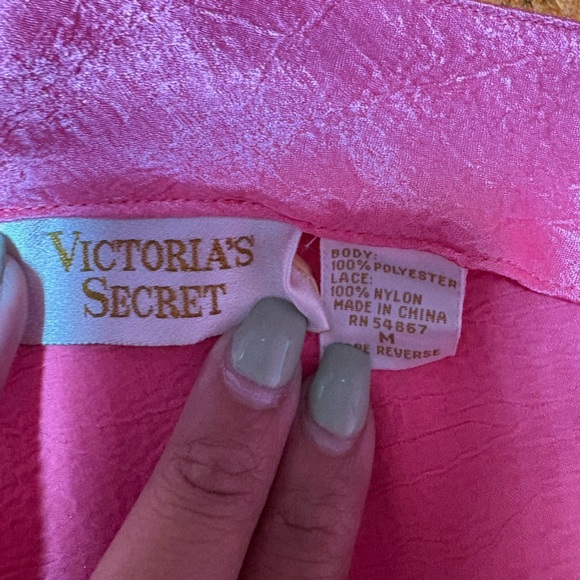 VICTORIA'S
SECRET
BODY:
100% POLYESTER
LACE:
100% NYLON
MADE IN CHINA
RN 54867
M
REVERSE